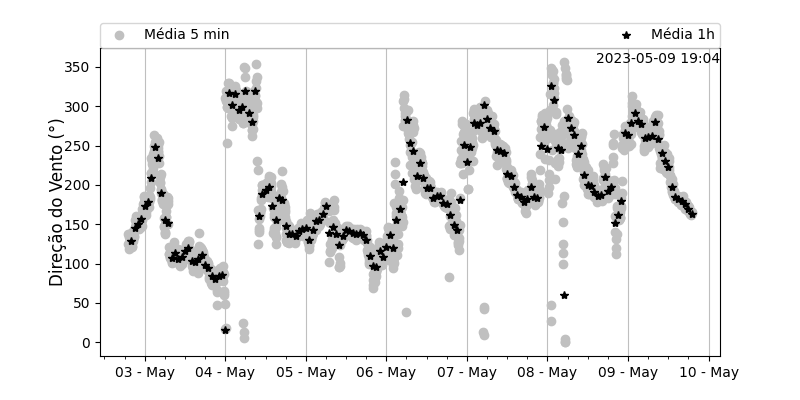 Média 5 min
Média 1h
2023-05-09 19:04
Direção do Vento (°)
350
300
250
200
150
100
50
0
03 - May
04 - May
05 - May
06 - May
07 - May
08 - May
09 - May
10 - May